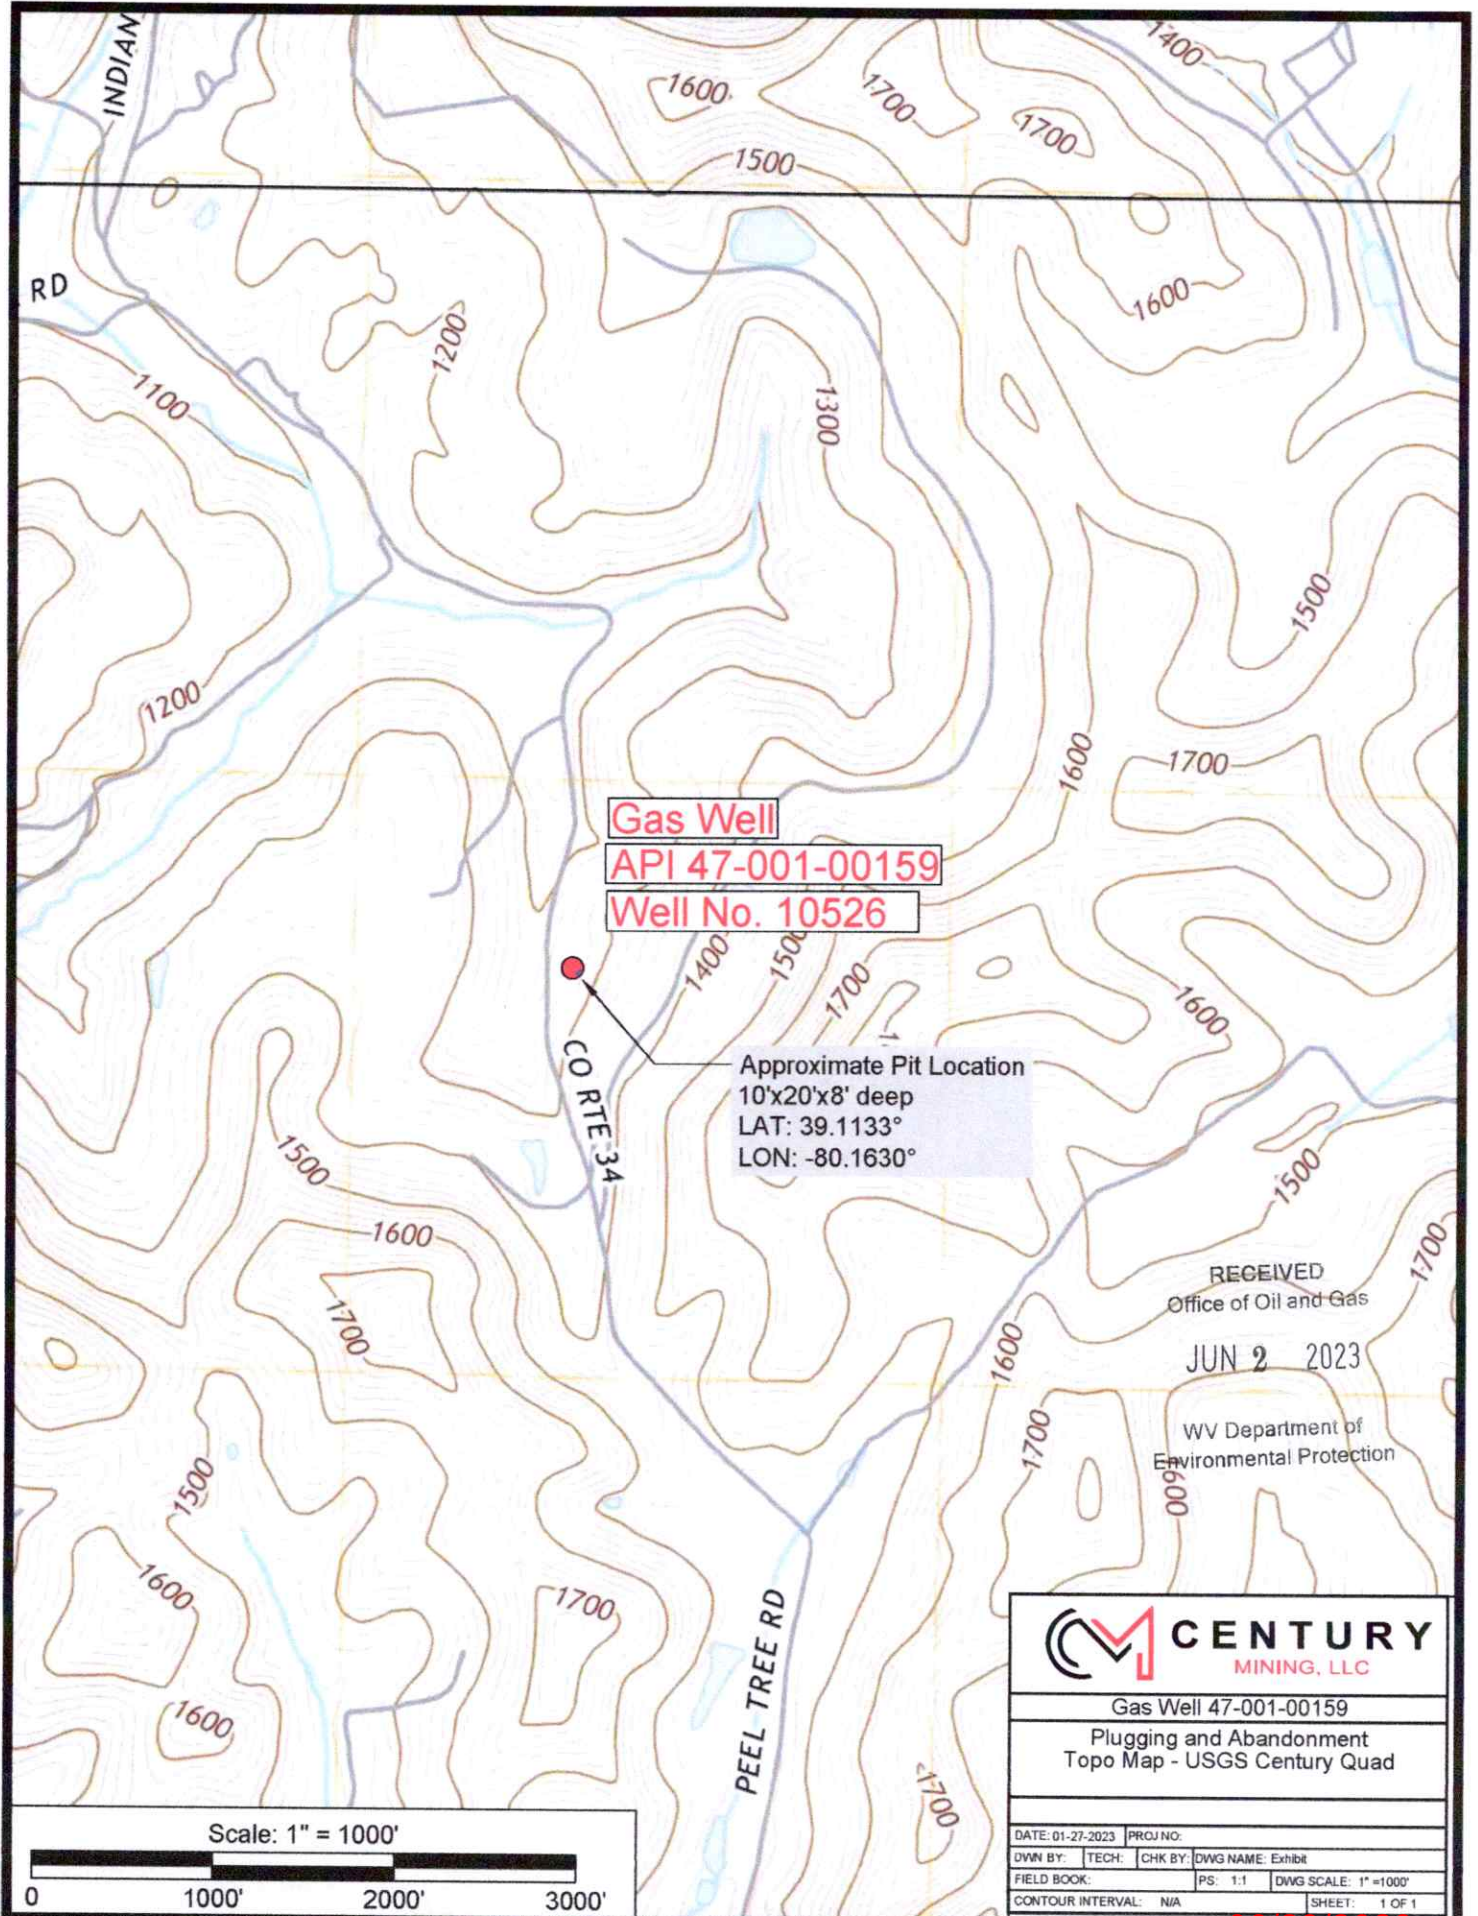 INDIAN
1400
1600
1700
1700
1500
RD
1600
1200
1100
1300
1500
1200
1600
1700
Gas Well
API 47-001-00159
Well No. 10526
1400
1500
1700
1600
CO RTE 34
Approximate Pit Location
10'x20'x8' deep
LAT: 39.1133°
LON: -80.1630°
1500
1500
1600
1700
1700
RECEIVED
Office of Oil and Gas
JUN 2 2023
WV Department of
Environmental Protection
1600
1700
1600
1500
1600
1700
1600
PEEL TREE RD
1700
CENTURY
MINING, LLC
Gas Well 47-001-00159
Plugging and Abandonment
Topo Map - USGS Century Quad
DATE: 01-27-2023 PROJ NO:
DWN BY: TECH: CHK BY: DWG NAME: Exhibit
FIELD BOOK: PS: 1:1 DWG SCALE: 1" =1000'
CONTOUR INTERVAL: N/A SHEET: 1 OF 1
Scale: 1" = 1000'
0 1000' 2000' 3000'